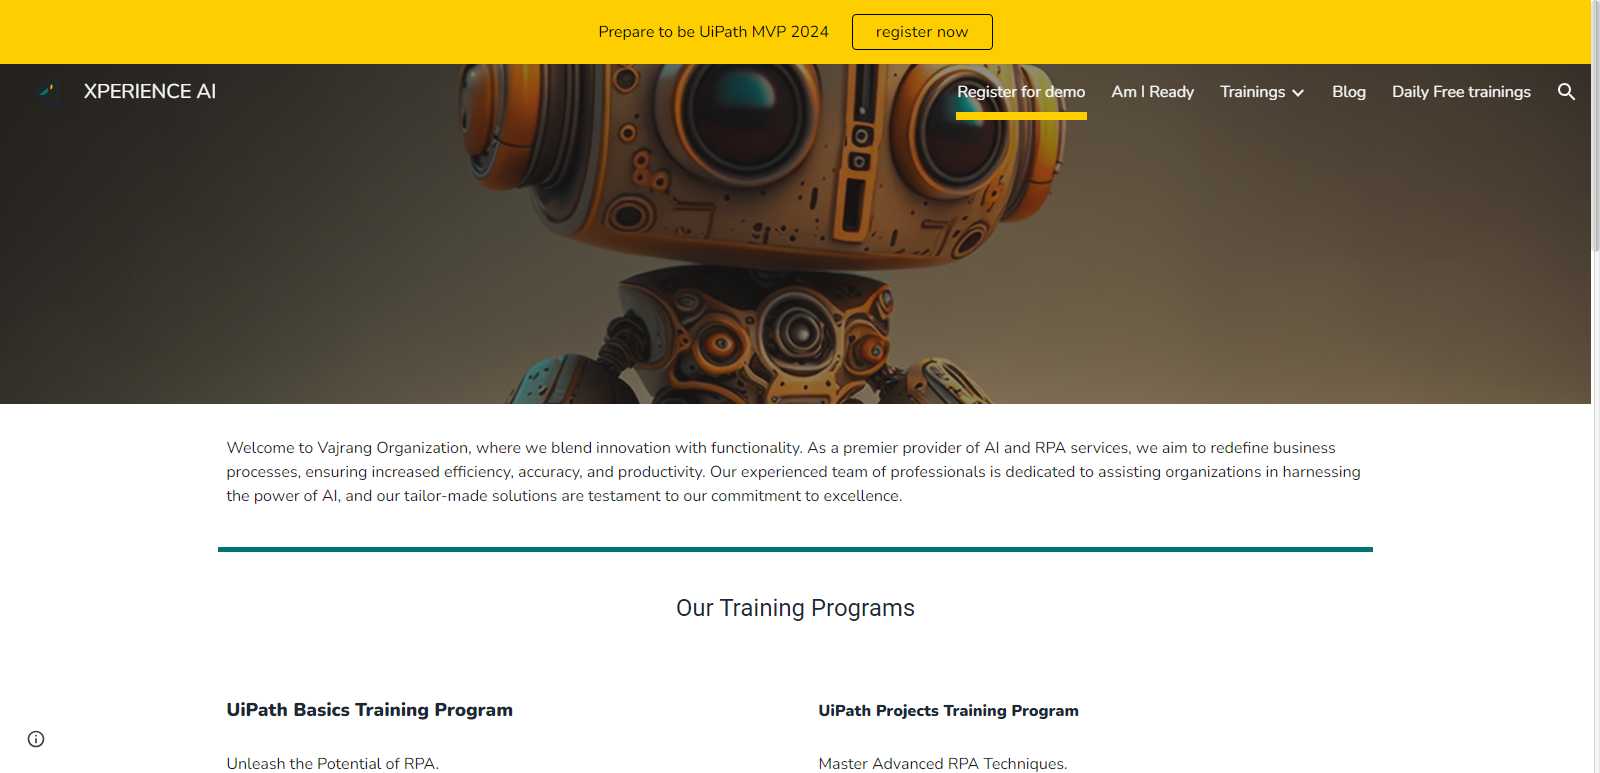 Prepare to be UiPath MVP 2024
register now
XPERIENCE AI
Register for demo
Am I Ready
Trainings
Blog
Daily Free trainings
Welcome to Vajrang Organization, where we blend innovation with functionality. As a premier provider of AI and RPA services, we aim to redefine business
processes, ensuring increased efficiency, accuracy, and productivity. Our experienced team of professionals is dedicated to assisting organizations in harnessing
the power of AI, and our tailor-made solutions are testament to our commitment to excellence.
Our Training Programs
UiPath Basics Training Program
UiPath Projects Training Program
Unleash the Potential of RPA.
Master Advanced RPA Techniques.